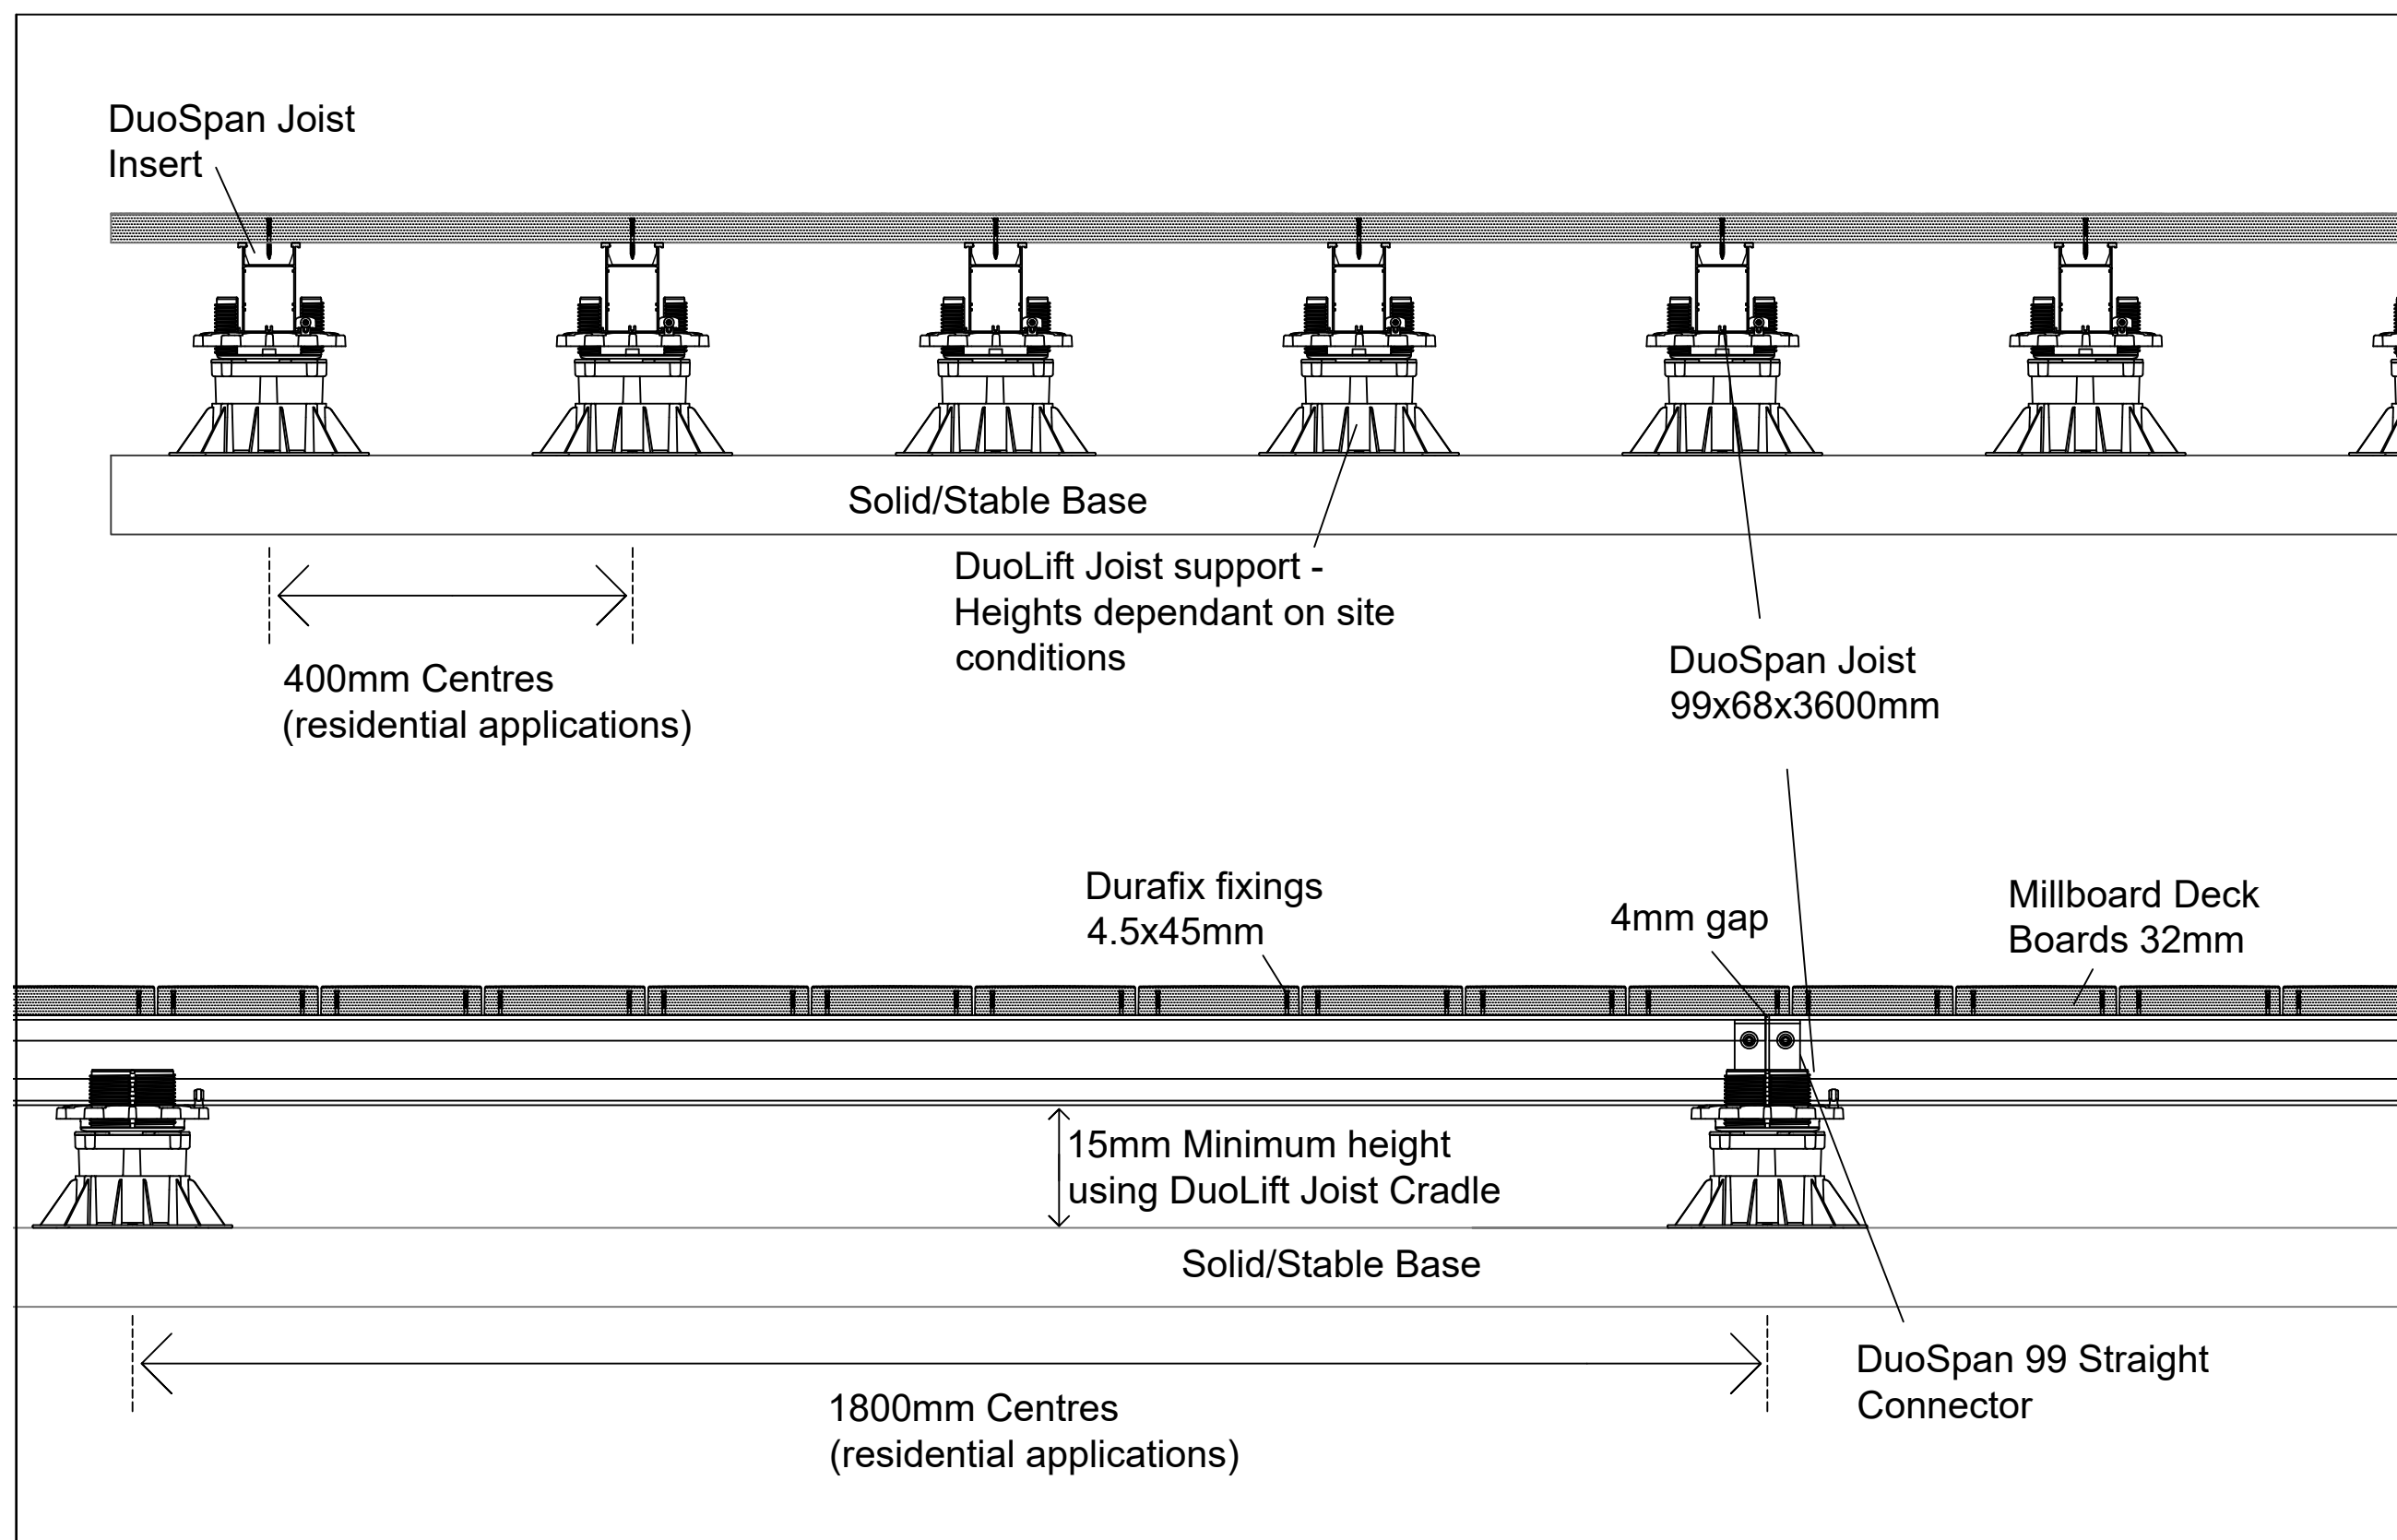 DuoSpan Joist
Insert
Solid/Stable Base
DuoLift Joist support -
Heights dependant on site
conditions
400mm Centres
(residential applications)
DuoSpan Joist
99x68x3600mm
Durafix fixings
4.5x45mm
4mm gap
Millboard Deck
Boards 32mm
15mm Minimum height
using DuoLift Joist Cradle
Solid/Stable Base
DuoSpan 99 Straight
Connector
1800mm Centres
(residential applications)